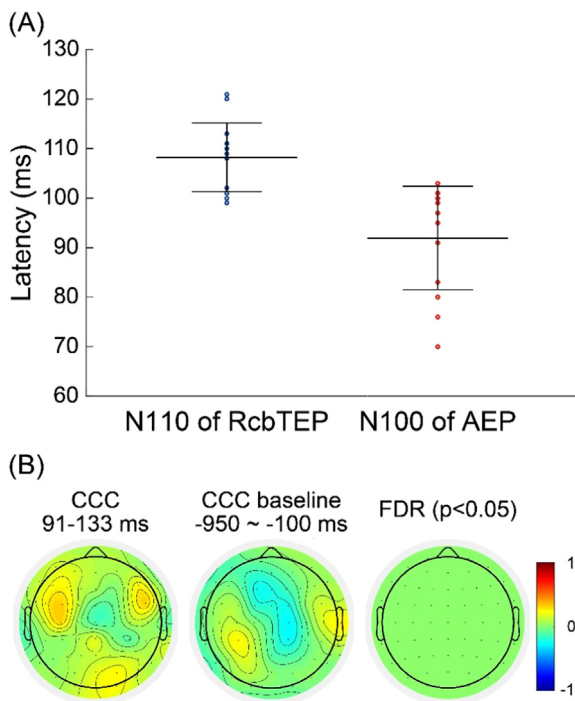 (A)
130
120
110
100
90
80
70
60
Latency (ms)
N110 of RcbTEP
N100 of AEP
(B)
CCC
91-133 ms
CCC baseline
-950 ~ -100 ms
FDR (p<0.05)
1
0
-1